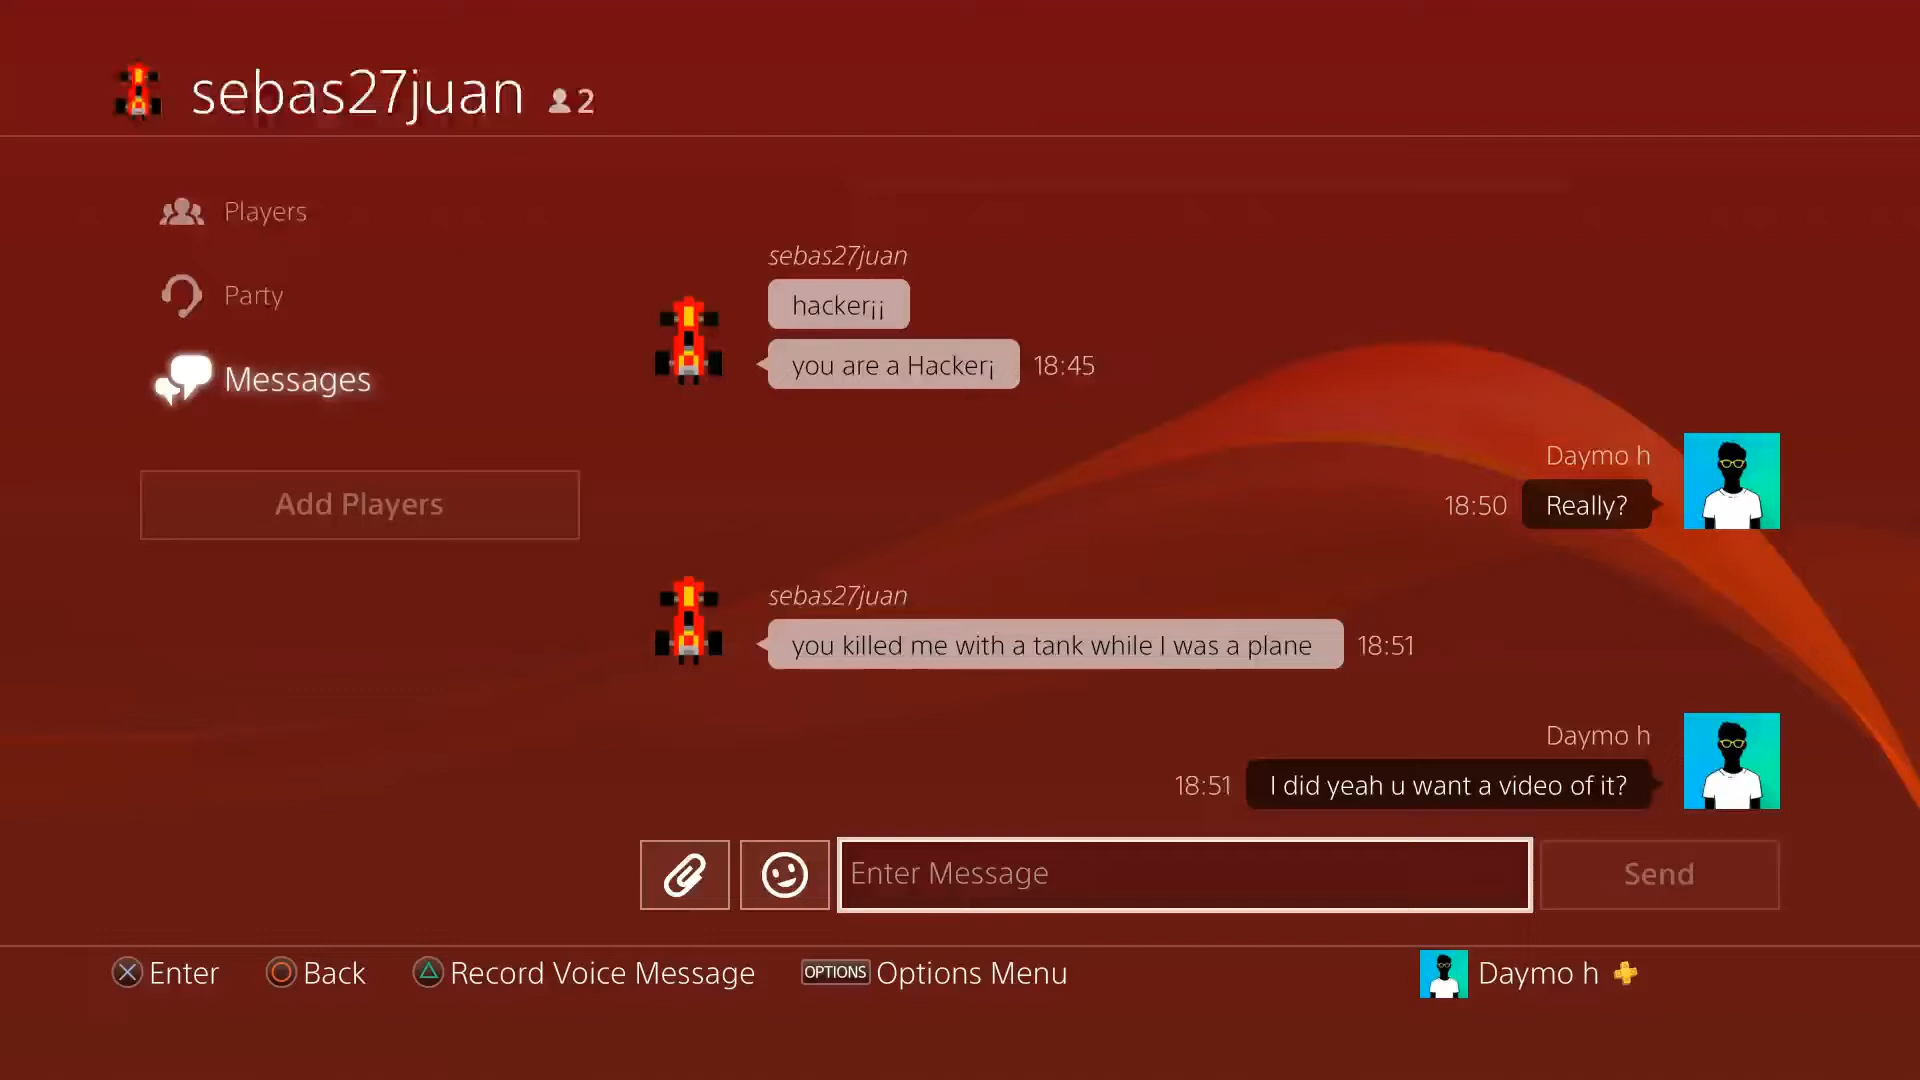 sebas27juan 2
Players
Party
Messages
Add Players
sebas27juan
hacker¡¡
you are a Hacker¡ 18:45
Daymo h
18:50 Really?
sebas27juan
you killed me with a tank while I was a plane 18:51
Daymo h
18:51 I did yeah u want a video of it?
Enter Message
Send
Enter Back Record Voice Message OPTIONS Options Menu Daymo h